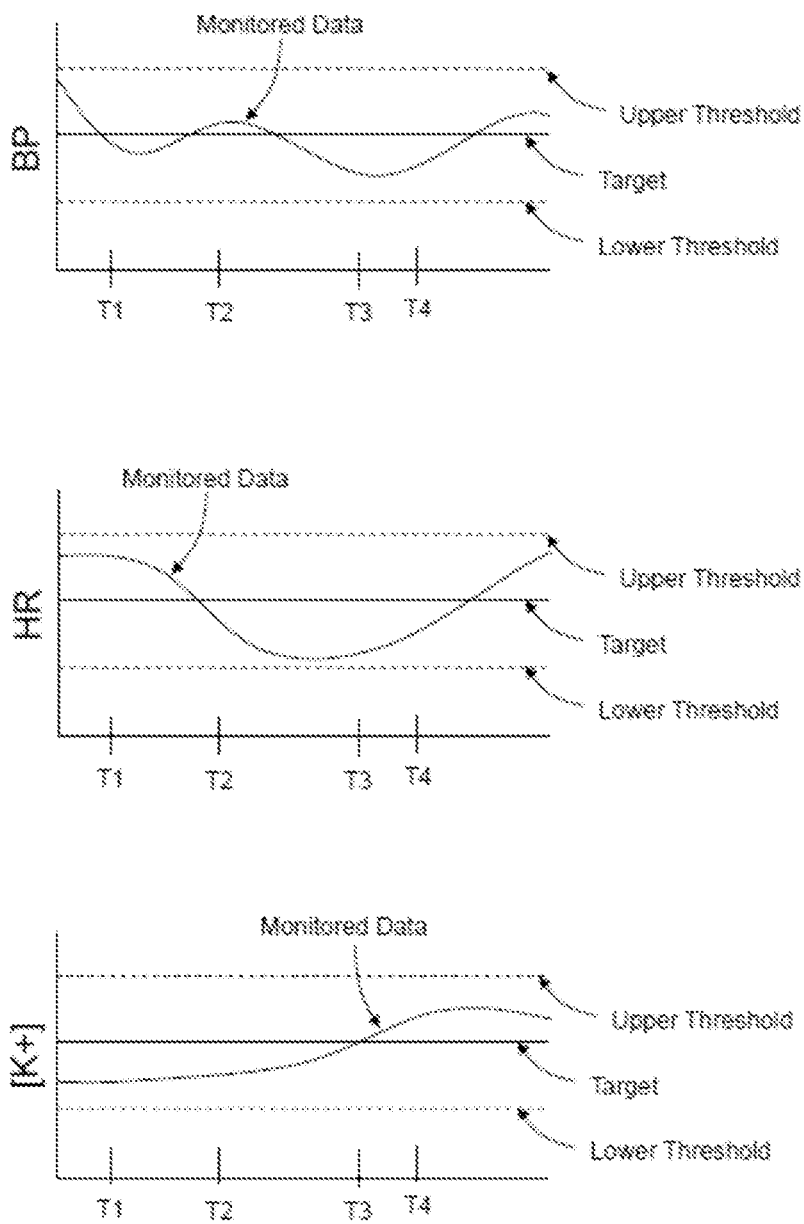 Monitored Data
BP
Upper Threshold
Target
Lower Threshold
T1 T2 T3 T4
Monitored Data
HR
Upper Threshold
Target
Lower Threshold
T1 T2 T3 T4
Monitored Data
[K+]
Upper Threshold
Target
Lower Threshold
T1 T2 T3 T4